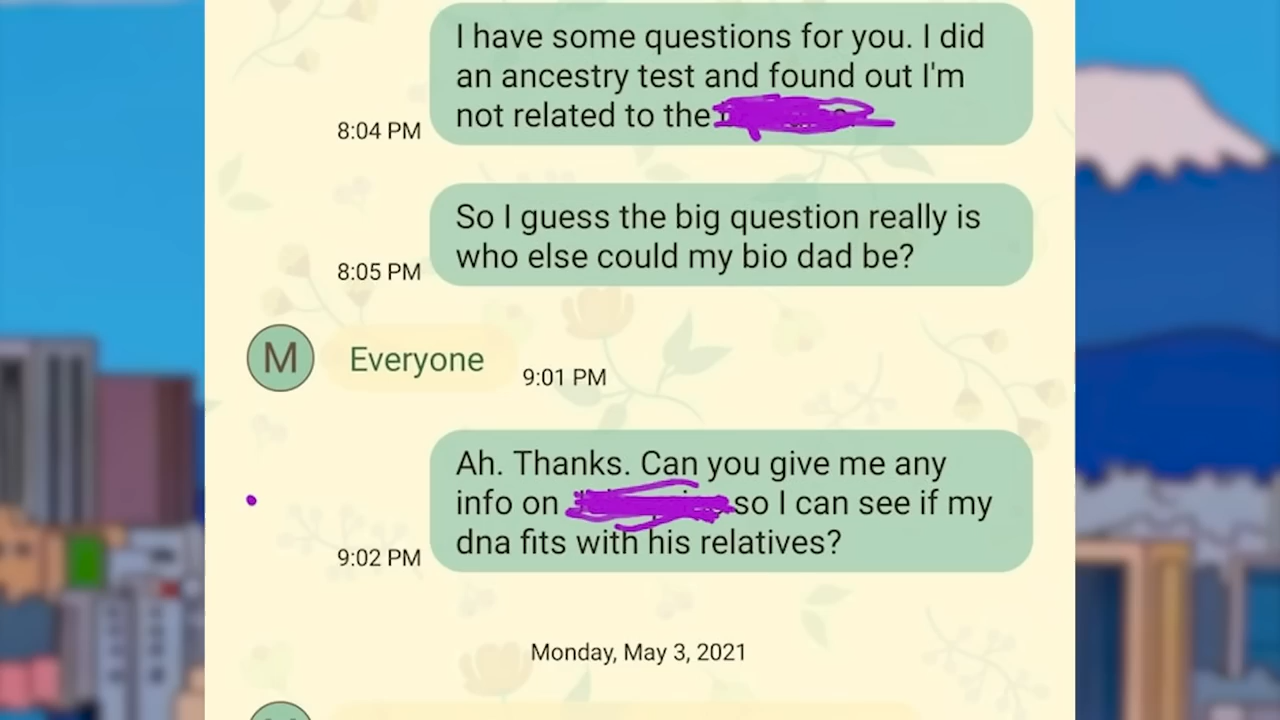 I have some questions for you. I did
an ancestry test and found out I'm
not related to the
8:04 PM
So I guess the big question really is
who else could my bio dad be?
8:05 PM
M
Everyone
9:01 PM
Ah. Thanks. Can you give me any
info on so I can see if my
dna fits with his relatives?
9:02 PM
Monday, May 3, 2021